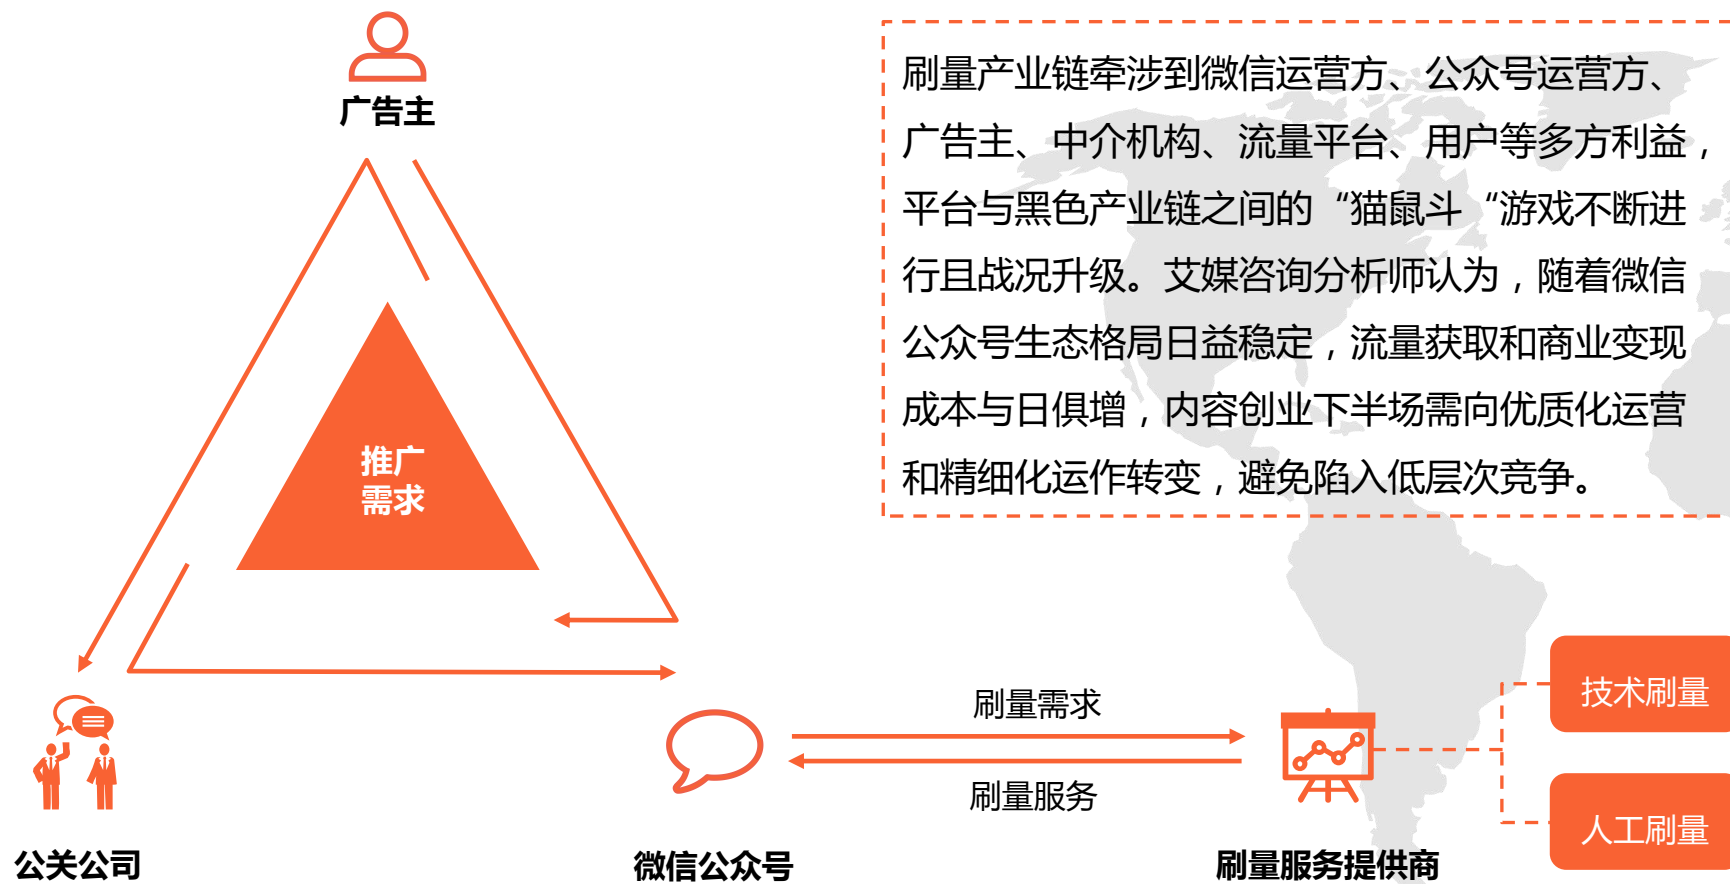 广告主
刷量产业链牵涉到微信运营方、公众号运营方、
广告主、中介机构、流量平台、用户等多方利益，
平台与黑色产业链之间的“猫鼠斗“游戏不断进
行且战况升级。艾媒咨询分析师认为，随着微信
公众号生态格局日益稳定，流量获取和商业变现
成本与日俱增，内容创业下半场需向优质化运营
和精细化运作转变，避免陷入低层次竞争。
推广
需求
刷量需求
刷量服务
技术刷量
人工刷量
公关公司
微信公众号
刷量服务提供商